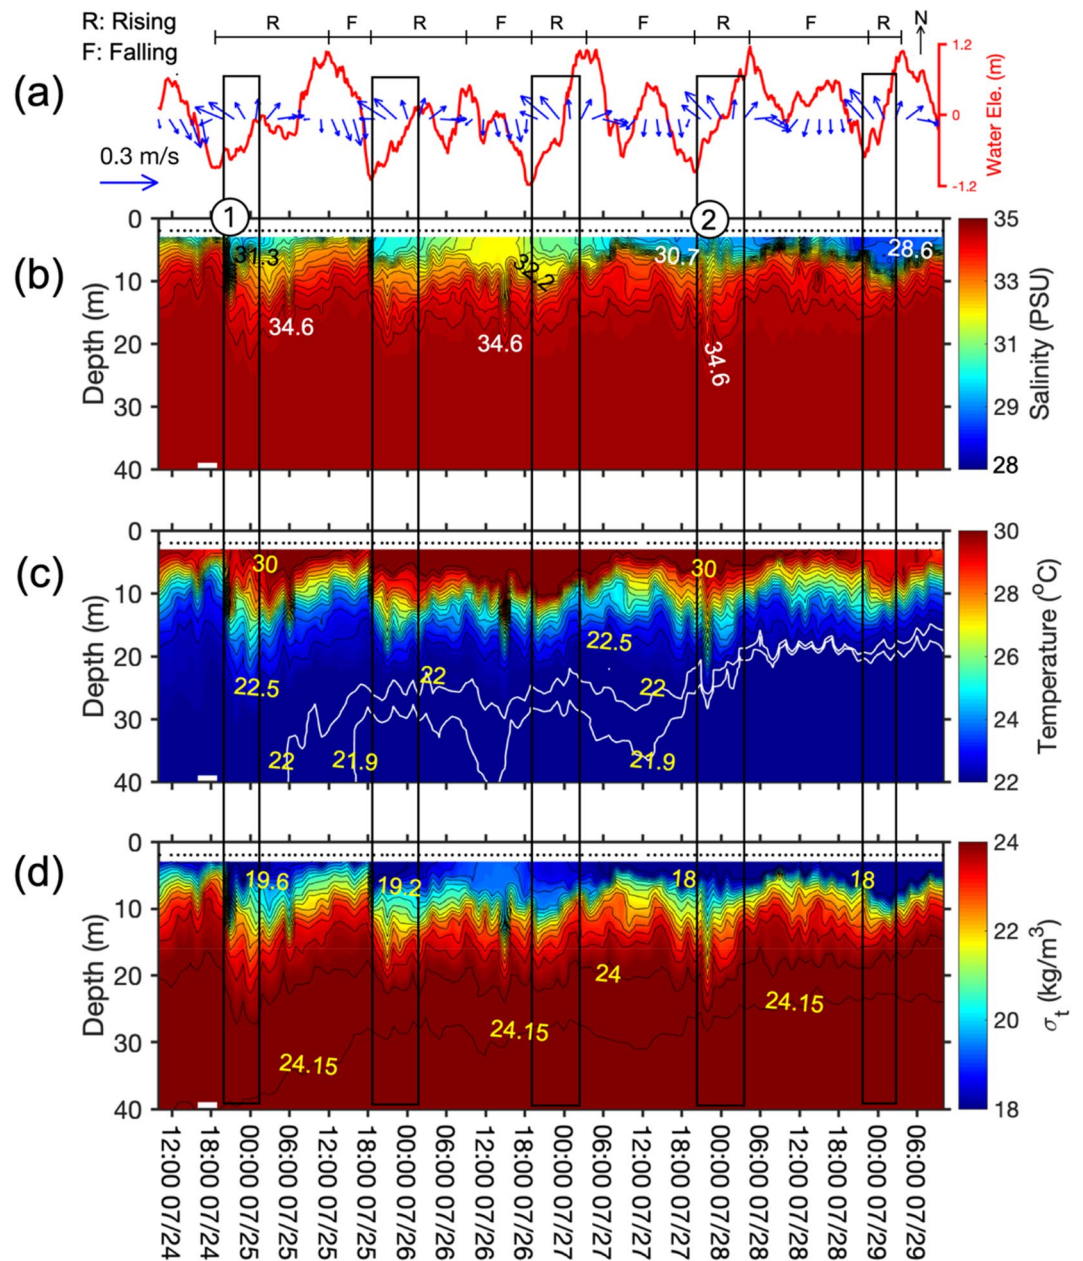 R: Rising
F: Falling
R F R F R F R F R N
(a)
1.2
0
-1.2
Water Ele. (m)
0.3 m/s
1 2
(b)
0
10
20
30
40
Depth (m)
31.3 32.2 30.7 28.6
34.6 34.6 34.6
35
33
31
29
28
Salinity (PSU)
(c)
0
10
20
30
40
Depth (m)
30 30
22.5 22.5
22 22
22 21.9 21.9
30
28
26
24
22
Temperature (°C)
(d)
0
10
20
30
40
Depth (m)
19.6 19.2 18 18
24
24.15 24.15 24.15
24
22
20
18
σt (kg/m³)
12:00 07/24
18:00 07/24
00:00 07/25
06:00 07/25
12:00 07/25
18:00 07/25
00:00 07/26
06:00 07/26
12:00 07/26
18:00 07/26
00:00 07/27
06:00 07/27
12:00 07/27
18:00 07/27
00:00 07/28
06:00 07/28
12:00 07/28
18:00 07/28
00:00 07/29
06:00 07/29